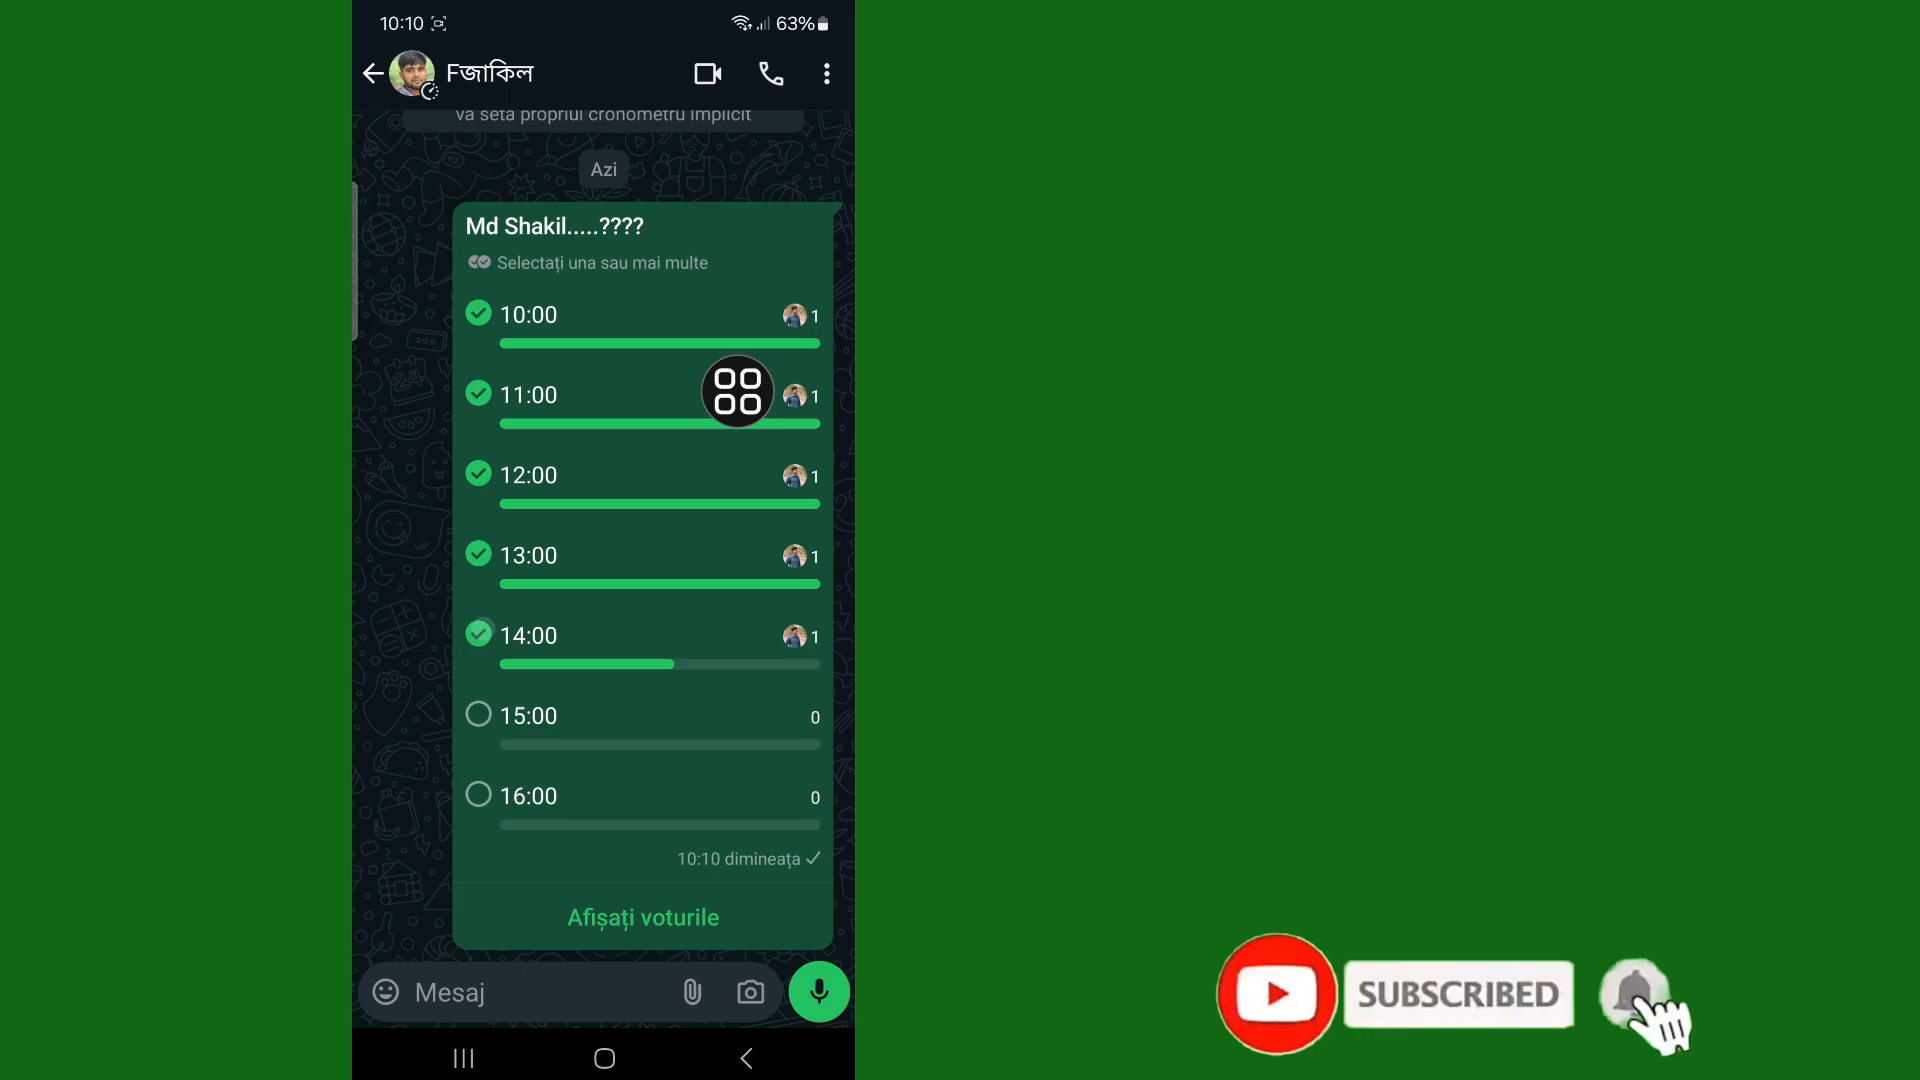 10:10 63%
Fজাকিল
va seta propriul cronometru implicit
Azi
Md Shakil.....????
Selectați una sau mai multe
10:00 1
11:00 1
12:00 1
13:00 1
14:00 1
15:00 0
16:00 0
10:10 dimineața
Afișați voturile
Mesaj
SUBSCRIBED